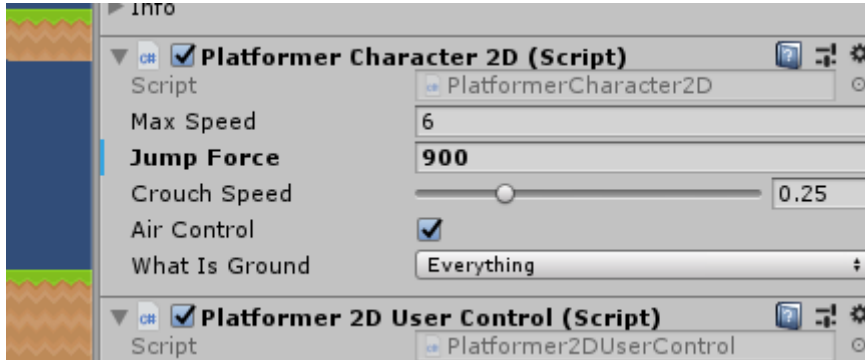 Info
C# Platformer Character 2D (Script)
Script PlatformerCharacter2D
Max Speed 6
Jump Force 900
Crouch Speed 0.25
Air Control
What Is Ground Everything
C# Platformer 2D User Control (Script)
Script Platformer2DUserControl